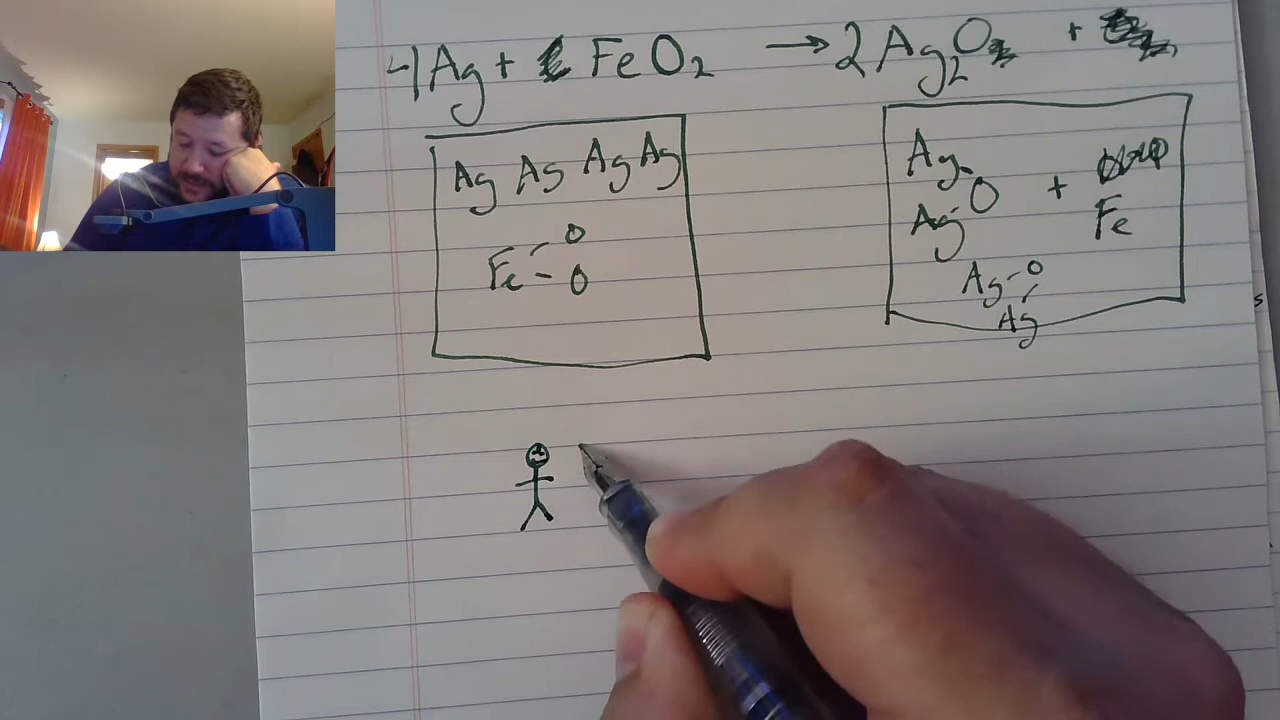 4Ag + FeO₂ → 2Ag₂O +
Ag Ag Ag Ag
Fe O
O
Ag
O + Fe
Ag
Ag O
Ag
s